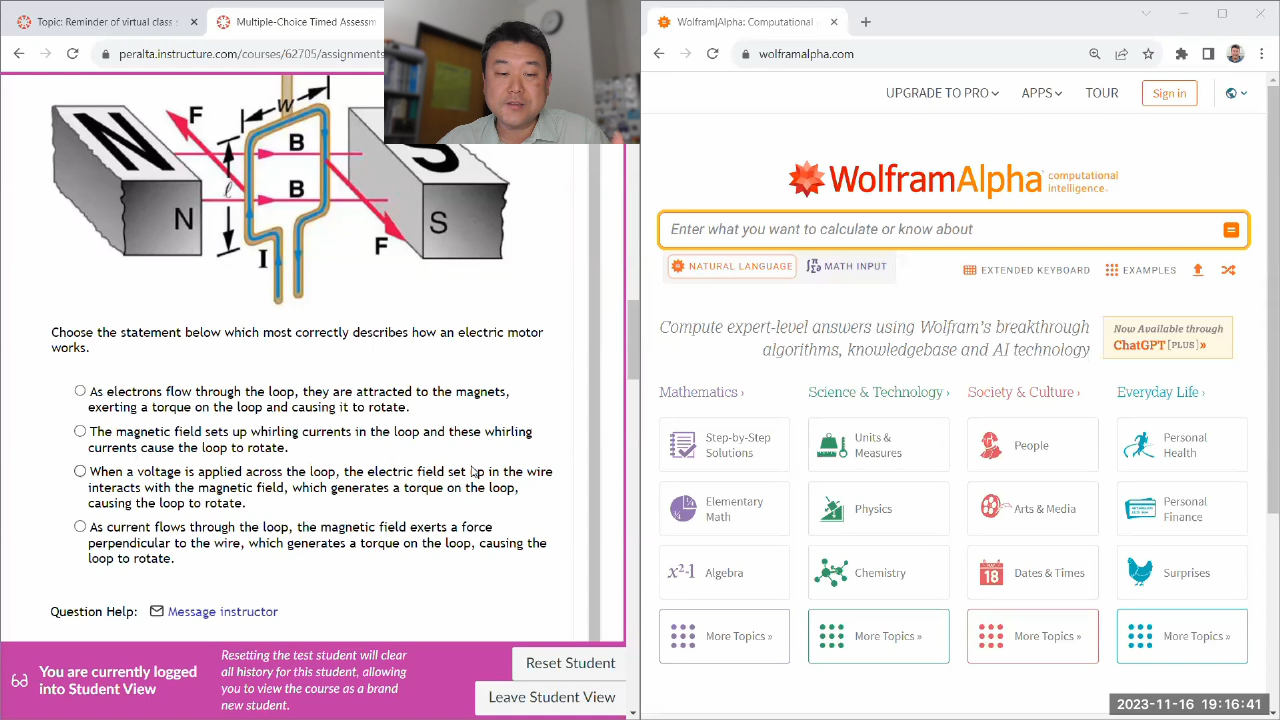 Topic: Reminder of virtual class s
Multiple-Choice Timed Assessm
peralta.instructure.com/courses/62705/assignments
Wolfram|Alpha: Computational
wolframalpha.com
UPGRADE TO PRO
APPS
TOUR
Sign in
WolframAlpha computational intelligence.
Enter what you want to calculate or know about
NATURAL LANGUAGE
MATH INPUT
EXTENDED KEYBOARD
EXAMPLES
Compute expert-level answers using Wolfram's breakthrough
algorithms, knowledgebase and AI technology
Now Available through
ChatGPT [PLUS] »
Mathematics ›
Science & Technology ›
Society & Culture ›
Everyday Life ›
Step-by-Step
Solutions
Units &
Measures
People
Personal
Health
Elementary
Math
Physics
Arts & Media
Personal
Finance
x²-1
Algebra
Chemistry
18
Dates & Times
Surprises
More Topics »
More Topics »
More Topics »
More Topics »
w
F
N
B
S
ℓ
B
N
S
F
I
Choose the statement below which most correctly describes how an electric motor
works.
As electrons flow through the loop, they are attracted to the magnets,
exerting a torque on the loop and causing it to rotate.
The magnetic field sets up whirling currents in the loop and these whirling
currents cause the loop to rotate.
When a voltage is applied across the loop, the electric field set up in the wire
interacts with the magnetic field, which generates a torque on the loop,
causing the loop to rotate.
As current flows through the loop, the magnetic field exerts a force
perpendicular to the wire, which generates a torque on the loop, causing the
loop to rotate.
Question Help:
Message instructor
You are currently logged
into Student View
Resetting the test student will clear
all history for this student, allowing
you to view the course as a brand
new student.
Reset Student
Leave Student View
2023-11-16 19:16:41